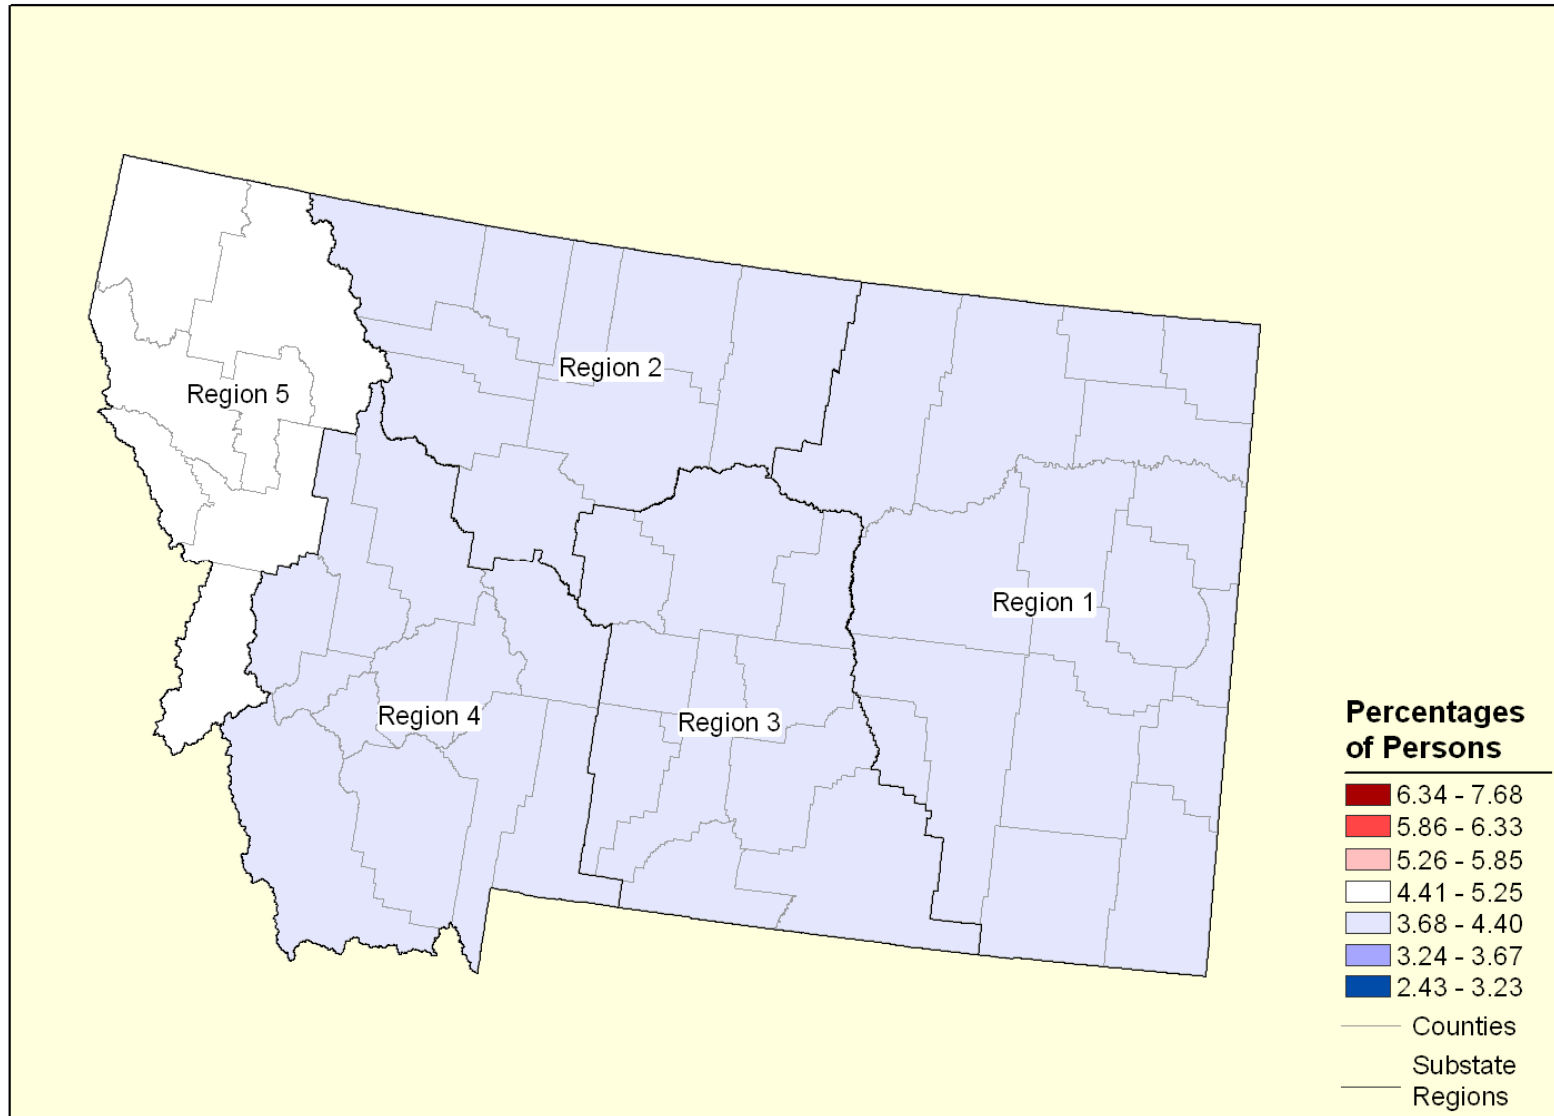 Region 2
Region 5
Region 1
Region 4
Region 3
Percentages
of Persons
6.34 - 7.68
5.86 - 6.33
5.26 - 5.85
4.41 - 5.25
3.68 - 4.40
3.24 - 3.67
2.43 - 3.23
Counties
Substate
Regions